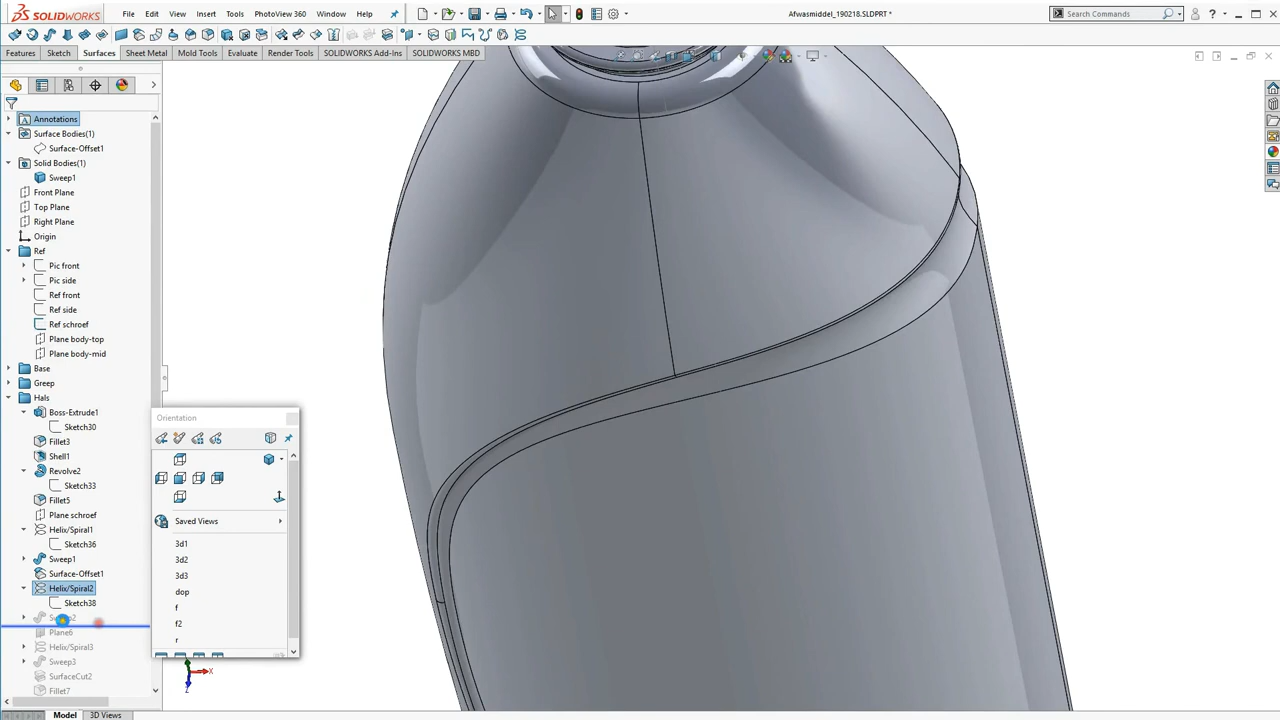 SOLIDWORKS File Edit View Insert Tools PhotoView 360 Window Help Afwasmiddel_190218.SLDPRT * Search Commands
Features Sketch Surfaces Sheet Metal Mold Tools Evaluate Render Tools SOLIDWORKS Add-Ins SOLIDWORKS MBD
Annotations
Surface Bodies(1)
Surface-Offset1
Solid Bodies(1)
Sweep1
Front Plane
Top Plane
Right Plane
Origin
Ref
Pic front
Pic side
Ref front
Ref side
Ref schroef
Plane body-top
Plane body-mid
Base
Greep
Hals
Boss-Extrude1
Sketch30
Fillet3
Shell1
Revolve2
Sketch33
Fillet5
Plane schroef
Helix/Spiral1
Sketch36
Sweep1
Surface-Offset1
Helix/Spiral2
Sketch38
Plane6
Helix/Spiral3
Sweep3
SurfaceCut2
Fillet7
Orientation
Saved Views
3d1
3d2
3d3
dop
f
f2
r
X
Z
Model 3D Views